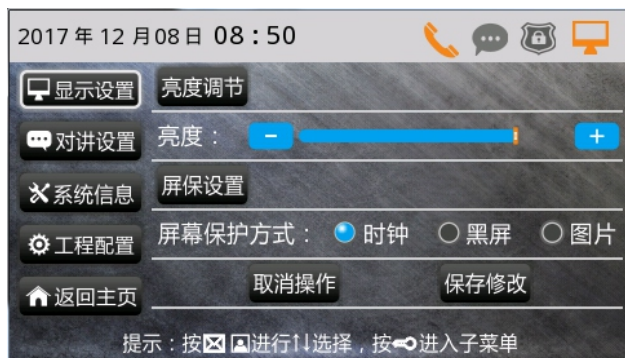 2017 年 12 月 08 日 08 : 50
显示设置 亮度调节
对讲设置 亮度： - +
系统信息 屏保设置
工程配置 屏幕保护方式： 时钟 黑屏 图片
返回主页 取消操作 保存修改
提示：按进行↑↓选择，按进入子菜单